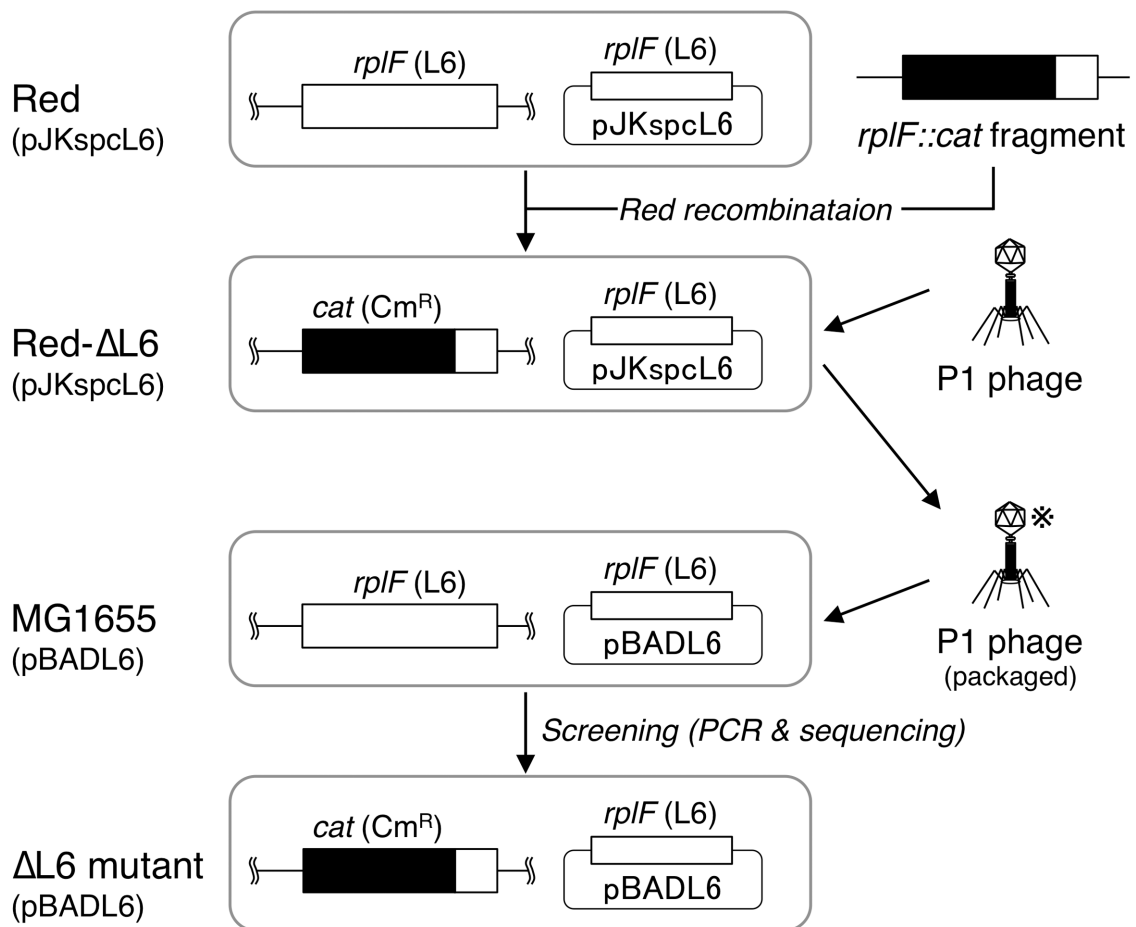 rplF (L6)
rplF (L6)
Red
(pJKspcL6)
pJKspcL6
rplF::cat fragment
Red recombinataion
cat (CmR)
rplF (L6)
Red-ΔL6
(pJKspcL6)
pJKspcL6
P1 phage
rplF (L6)
rplF (L6)
※
MG1655
(pBADL6)
pBADL6
P1 phage
(packaged)
Screening (PCR & sequencing)
cat (CmR)
rplF (L6)
ΔL6 mutant
(pBADL6)
pBADL6